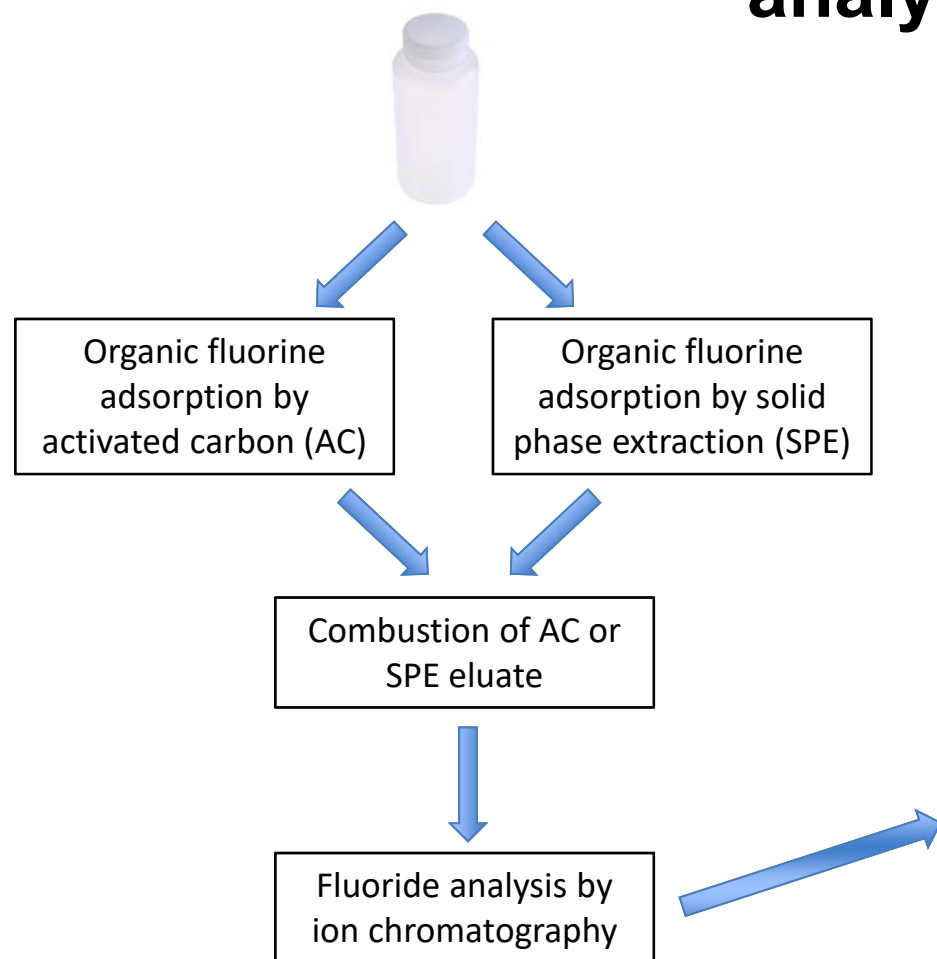 analy
Organic fluorine
adsorption by
activated carbon (AC)
Organic fluorine
adsorption by solid
phase extraction (SPE)
Combustion of AC or
SPE eluate
Fluoride analysis by
ion chromatography